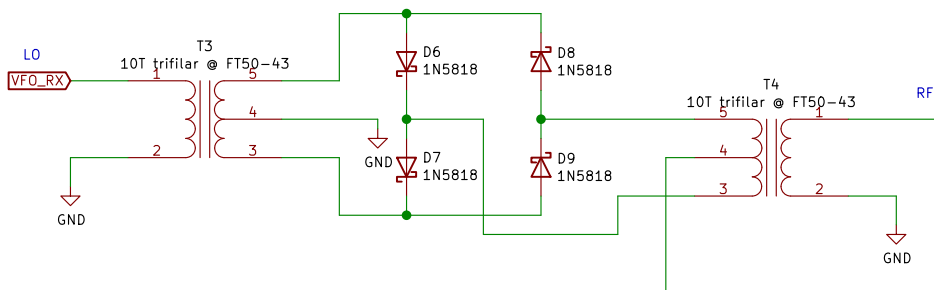 LO
VFO_RX
T3
10T trifilar @ FT50-43
1
2
5
4
3
GND
GND
D6
1N5818
D7
1N5818
D8
1N5818
D9
1N5818
T4
10T trifilar @ FT50-43
5
4
3
1
2
RF
GND